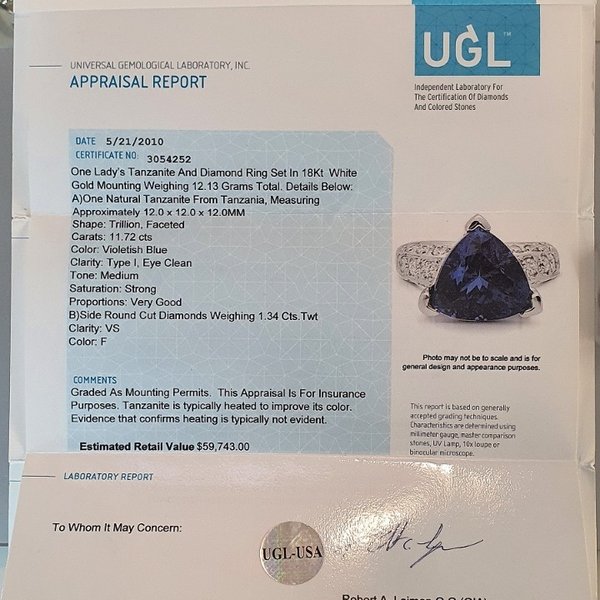 UNIVERSAL GEMOLOGICAL LABORATORY, INC.
APPRAISAL REPORT
UGL™
Independent Laboratory For
The Certification Of Diamonds
And Colored Stones
DATE 5/21/2010
CERTIFICATE NO: 3054252
One Lady's Tanzanite And Diamond Ring Set In 18Kt White
Gold Mounting Weighing 12.13 Grams Total. Details Below:
A)One Natural Tanzanite From Tanzania, Measuring
Approximately 12.0 x 12.0 x 12.0MM
Shape: Trillion, Faceted
Carats: 11.72 cts
Color: Violetish Blue
Clarity: Type I, Eye Clean
Tone: Medium
Saturation: Strong
Proportions: Very Good
B)Side Round Cut Diamonds Weighing 1.34 Cts.Twt
Clarity: VS
Color: F
Photo may not be to scale and is for
general design and appearance purposes.
COMMENTS
Graded As Mounting Permits. This Appraisal Is For Insurance
Purposes. Tanzanite is typically heated to improve its color.
Evidence that confirms heating is typically not evident.
Estimated Retail Value $59,743.00
This report is based on generally
accepted grading techniques.
Characteristics are determined using
millimeter gauge, master comparison
stones, UV Lamp, 10x loupe or
binocular microscope.
LABORATORY REPORT
To Whom It May Concern:
UGL-USA
Robert A.